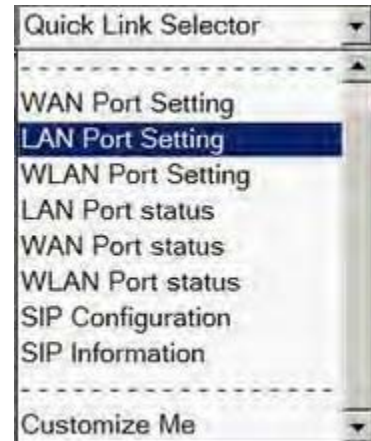 Quick Link Selector
- - - - - - - - - - - - - - - - - - - - - -
WAN Port Setting
LAN Port Setting
WLAN Port Setting
LAN Port status
WAN Port status
WLAN Port status
SIP Configuration
SIP Information
- - - - - - - - - - - - - - - - - - - - - -
Customize Me